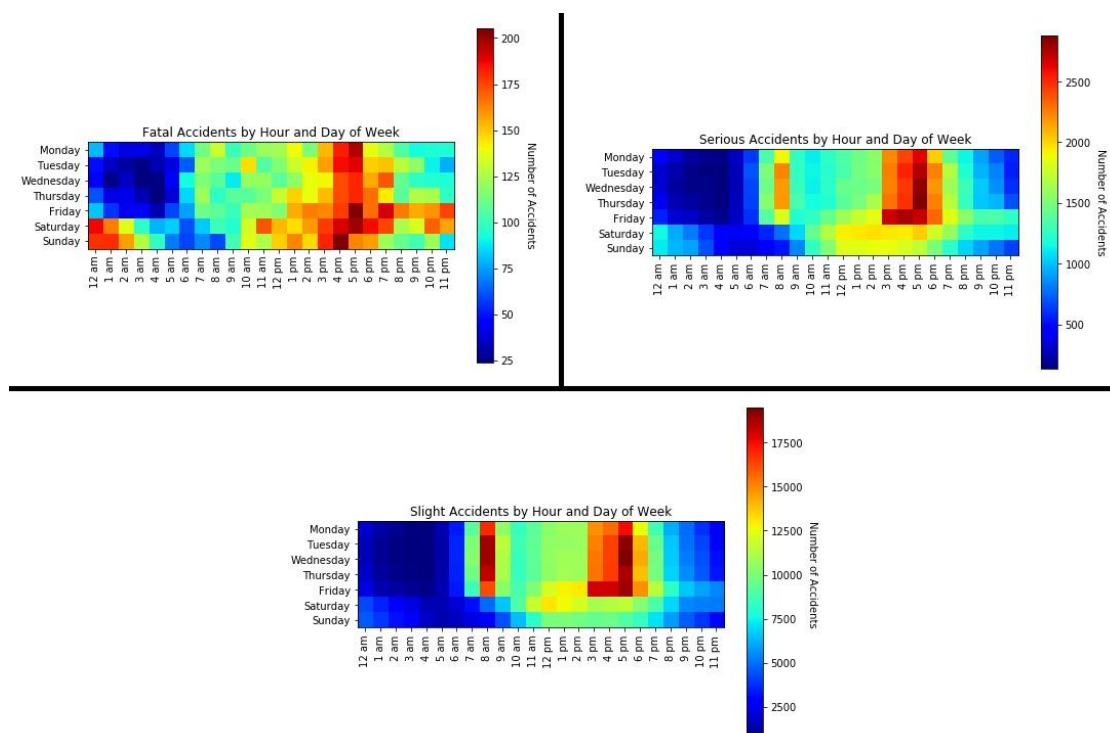 Fatal Accidents by Hour and Day of Week
Monday
Tuesday
Wednesday
Thursday
Friday
Saturday
Sunday
12 am
1 am
2 am
3 am
4 am
5 am
6 am
7 am
8 am
9 am
10 am
11 am
12 pm
1 pm
2 pm
3 pm
4 pm
5 pm
6 pm
7 pm
8 pm
9 pm
10 pm
11 pm
200
175
150
125
100
75
50
25
Number of Accidents
Serious Accidents by Hour and Day of Week
Monday
Tuesday
Wednesday
Thursday
Friday
Saturday
Sunday
12 am
1 am
2 am
3 am
4 am
5 am
6 am
7 am
8 am
9 am
10 am
11 am
12 pm
1 pm
2 pm
3 pm
4 pm
5 pm
6 pm
7 pm
8 pm
9 pm
10 pm
11 pm
2500
2000
1500
1000
500
Number of Accidents
Slight Accidents by Hour and Day of Week
Monday
Tuesday
Wednesday
Thursday
Friday
Saturday
Sunday
12 am
1 am
2 am
3 am
4 am
5 am
6 am
7 am
8 am
9 am
10 am
11 am
12 pm
1 pm
2 pm
3 pm
4 pm
5 pm
6 pm
7 pm
8 pm
9 pm
10 pm
11 pm
17500
15000
12500
10000
7500
5000
2500
Number of Accidents